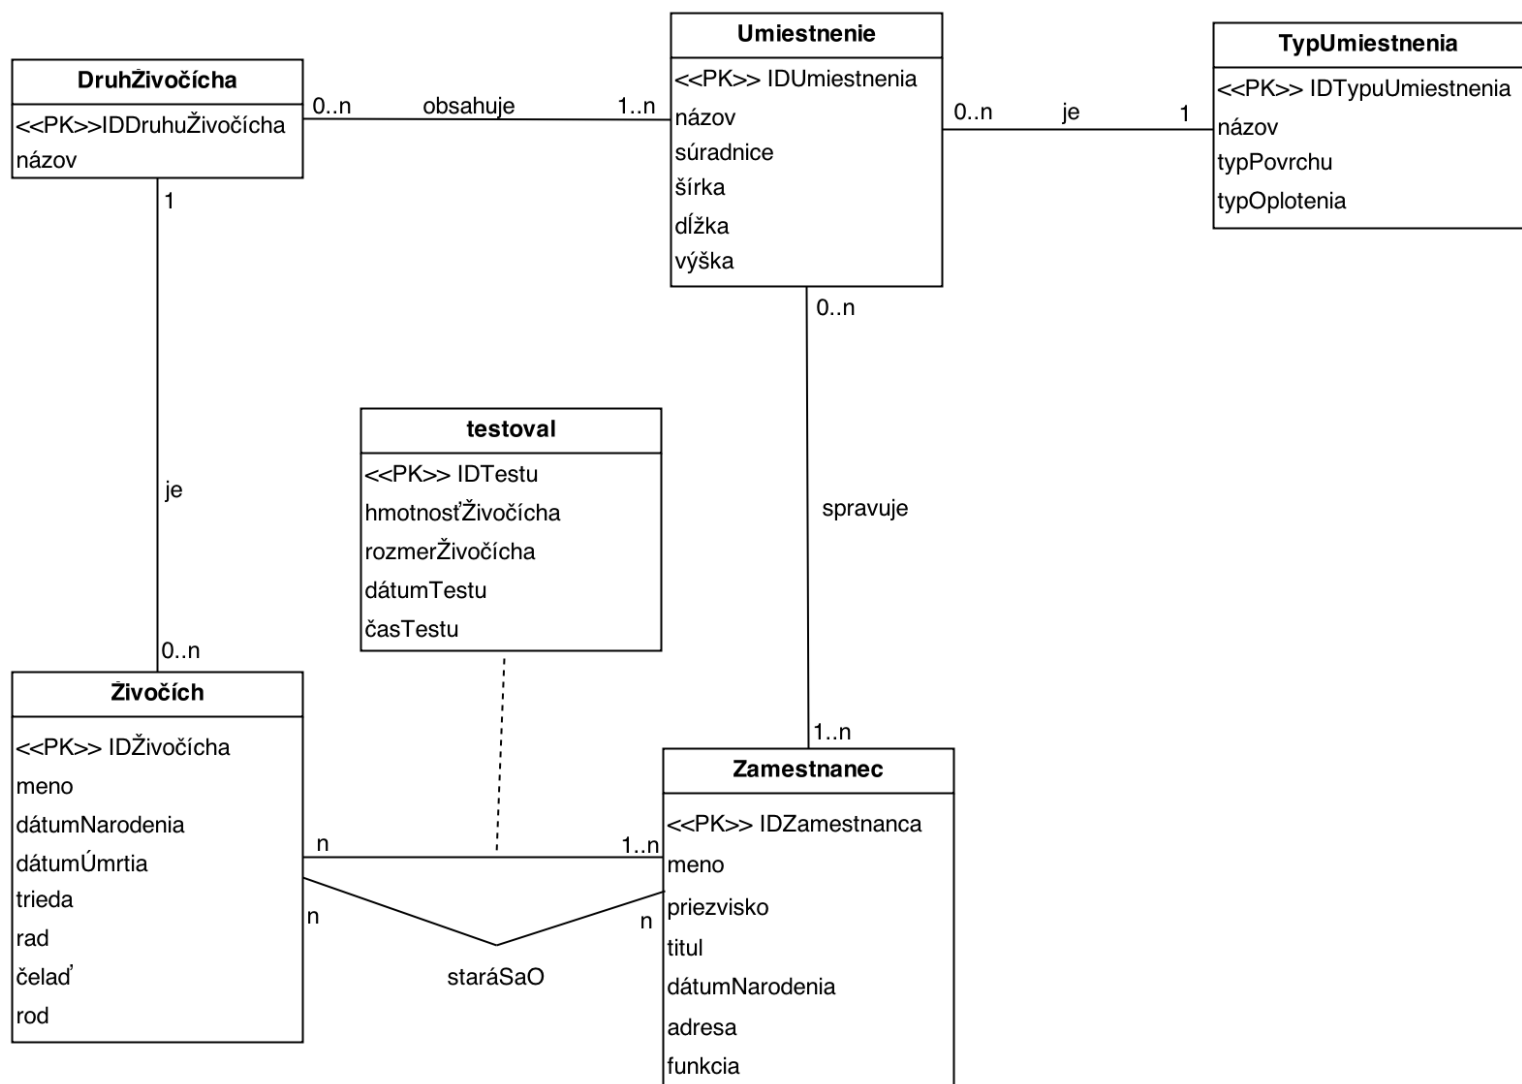 DruhŽivočícha
<<PK>>IDDruhuŽivočícha
názov
0..n
obsahuje
1..n
Umiestnenie
<<PK>> IDUmiestnenia
názov
súradnice
šírka
dĺžka
výška
0..n
je
1
TypUmiestnenia
<<PK>> IDTypuUmiestnenia
názov
typPovrchu
typOplotenia
1
je
0..n
0..n
spravuje
1..n
testoval
<<PK>> IDTestu
hmotnosťŽivočícha
rozmerŽivočícha
dátumTestu
časTestu
Živočích
<<PK>> IDŽivočícha
meno
dátumNarodenia
dátumÚmrtia
trieda
rad
čelaď
rod
n
1..n
n
n
staráSaO
Zamestnanec
<<PK>> IDZamestnanca
meno
priezvisko
titul
dátumNarodenia
adresa
funkcia